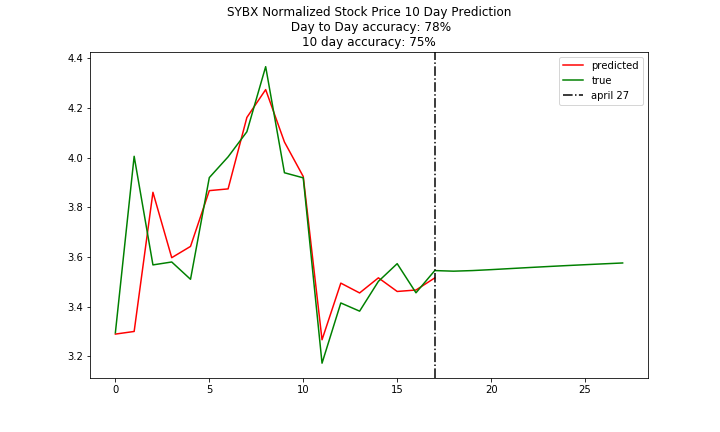 SYBX Normalized Stock Price 10 Day Prediction
Day to Day accuracy: 78%
10 day accuracy: 75%
predicted
true
april 27
4.4
4.2
4.0
3.8
3.6
3.4
3.2
0 5 10 15 20 25